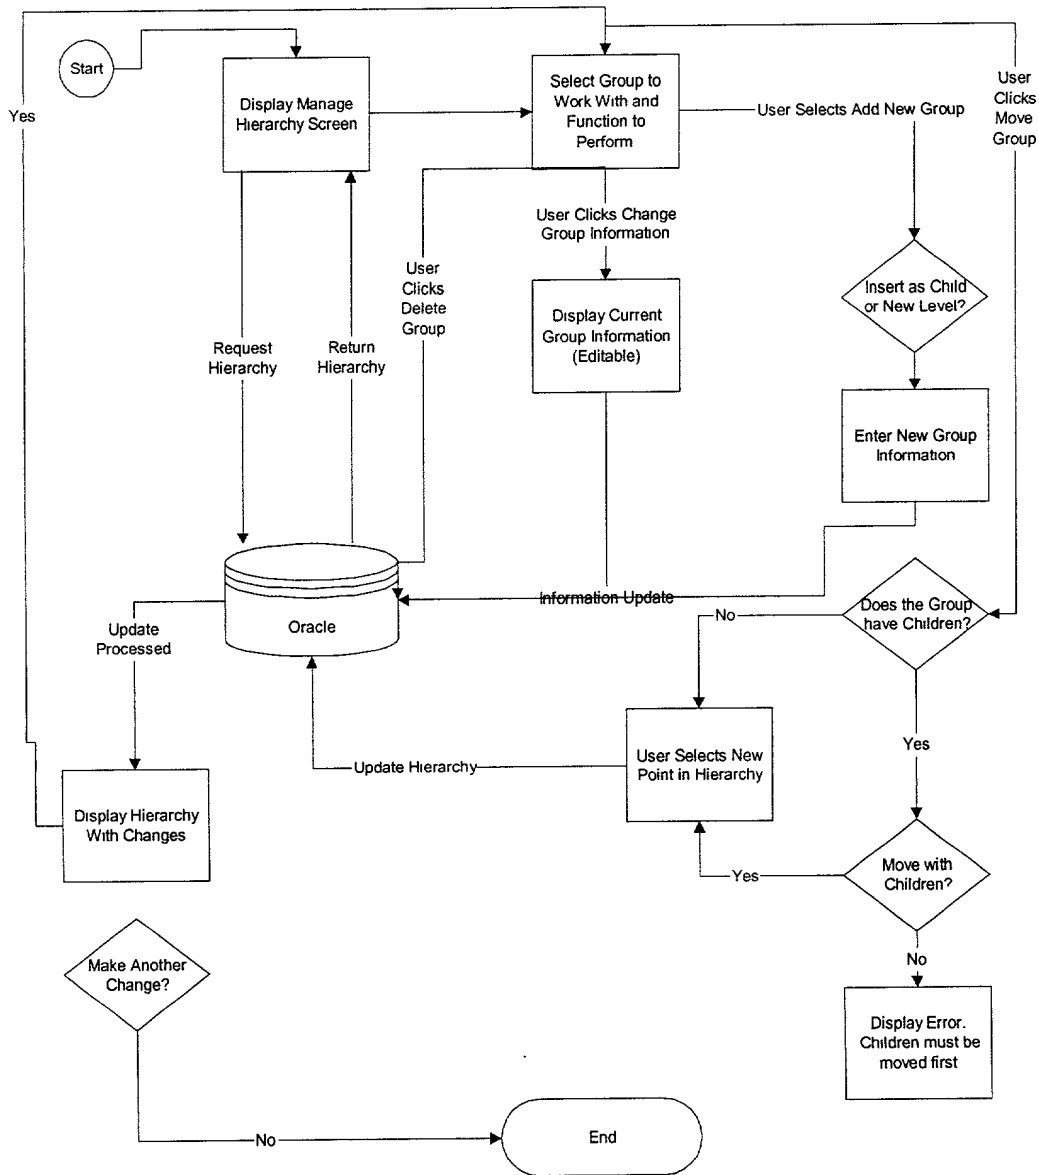 Start
Yes
Display Manage
Hierarchy Screen
Select Group to
Work With and
Function to
Perform
User Selects Add New Group
User
Clicks
Move
Group
User Clicks Change
Group Information
User
Clicks
Delete
Group
Insert as Child
or New Level?
Display Current
Group Information
(Editable)
Request
Hierarchy
Return
Hierarchy
Enter New Group
Information
Information Update
Oracle
Does the Group
have Children?
No
Update
Processed
Yes
User Selects New
Point in Hierarchy
Update Hierarchy
Display Hierarchy
With Changes
Move with
Children?
Yes
No
Make Another
Change?
Display Error.
Children must be
moved first
No
End